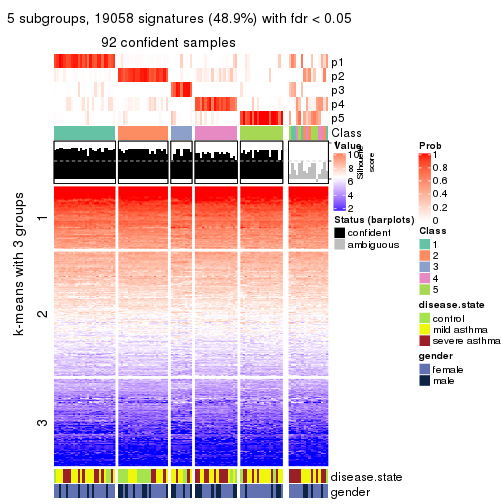 5 subgroups, 19058 signatures (48.9%) with fdr < 0.05
92 confident samples
p1
p2
p3
p4
p5
Class
1
2
3
k-means with 3 groups
Value
10
8
6
4
2
Silhouette
score
Status (barplots)
confident
ambiguous
Prob
1
0.8
0.6
0.4
0.2
0
Class
1
2
3
4
5
disease.state
control
mild asthma
severe asthma
gender
female
male
disease.state
gender